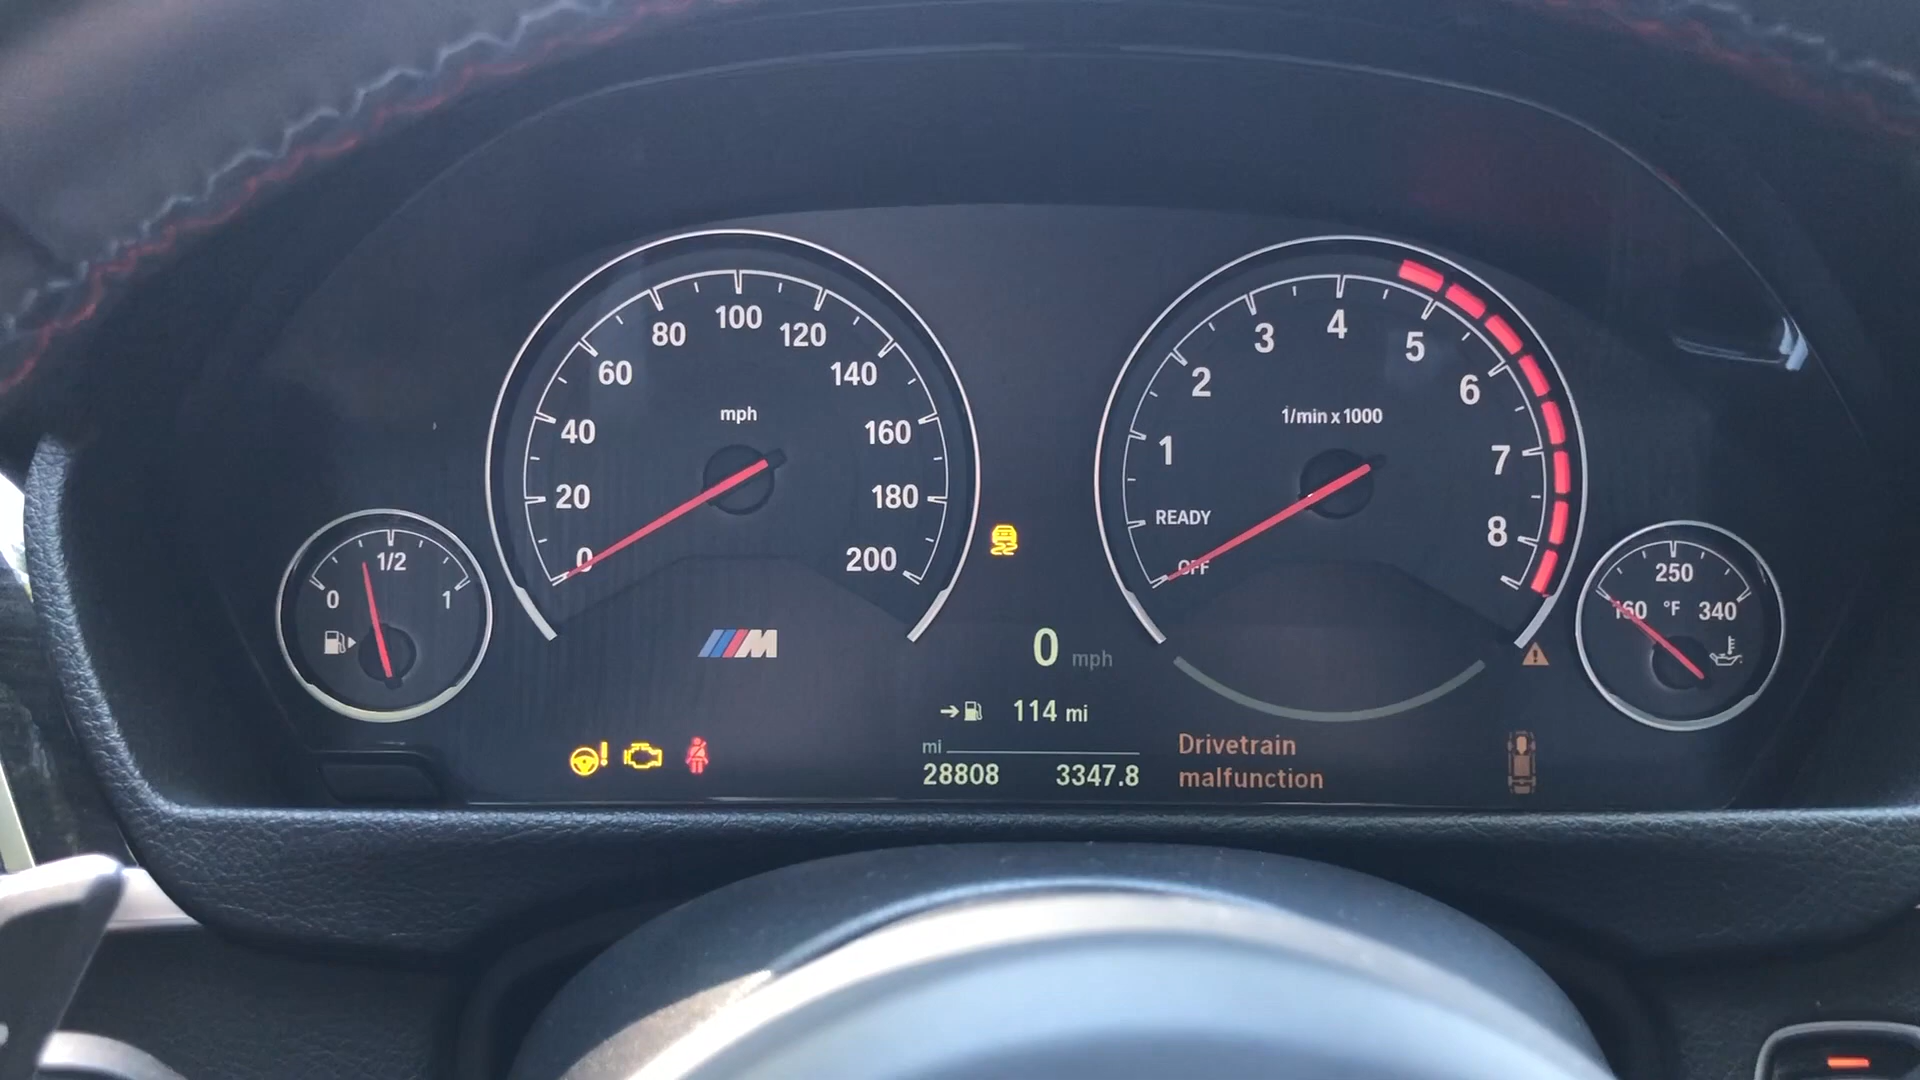 0
20
40
60
80
100
120
140
160
180
200
mph
M
OFF
READY
1
2
3
4
5
6
7
8
1/min x 1000
0
1/2
1
160
250
340
°F
0 mph
114 mi
mi
28808 3347.8
Drivetrain
malfunction